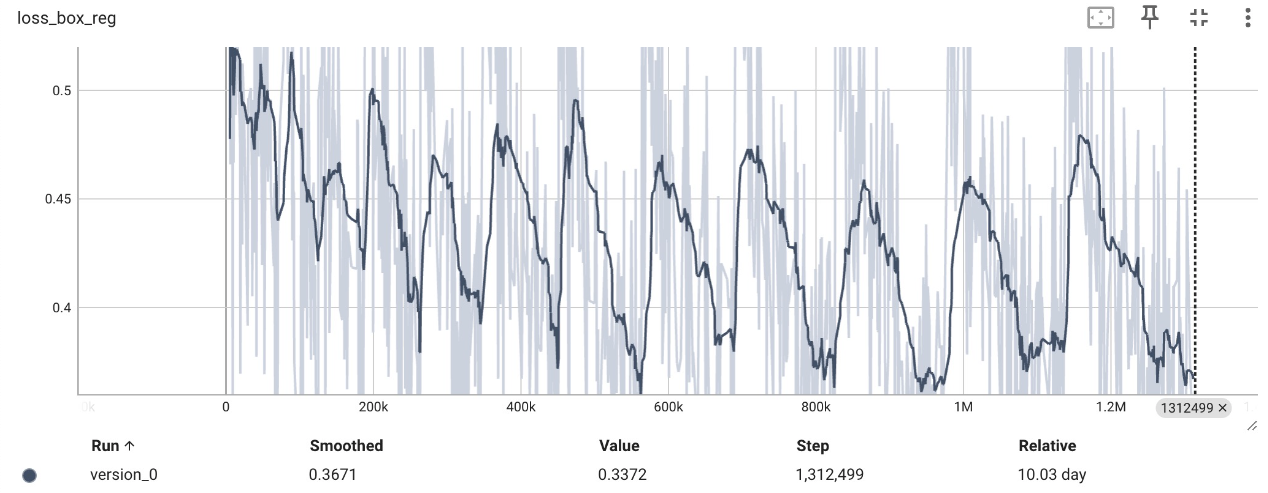 loss_box_reg
0.5
0.45
0.4
0k 0 200k 400k 600k 800k 1M 1.2M 1312499 × 1
Run ↑ Smoothed Value Step Relative
version_0 0.3671 0.3372 1,312,499 10.03 day